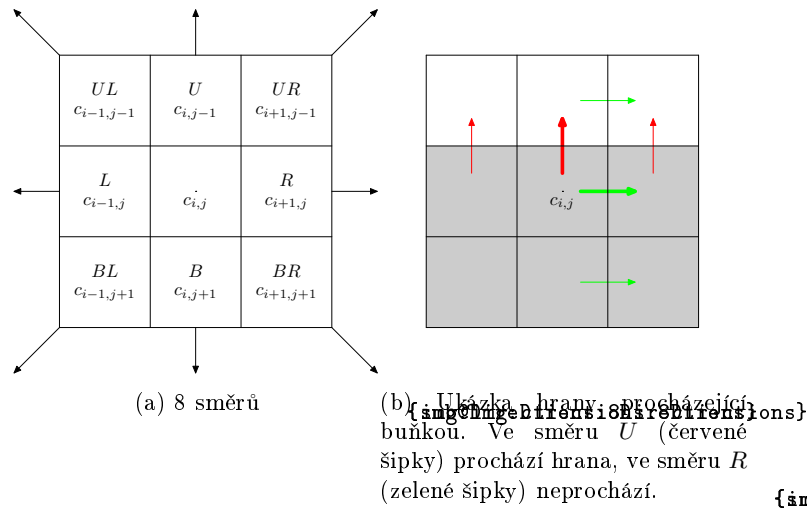 UL U UR
c_{i-1,j-1} c_{i,j-1} c_{i+1,j-1}
L R
c_{i-1,j} c_{i,j} c_{i+1,j}
BL B BR
c_{i-1,j+1} c_{i,j+1} c_{i+1,j+1}
c_{i,j}
(a) 8 směrů
(b) Ukázka hrany procházející
buňkou. Ve směru U (červené
šipky) prochází hrana, ve směru R
(zelené šipky) neprochází.